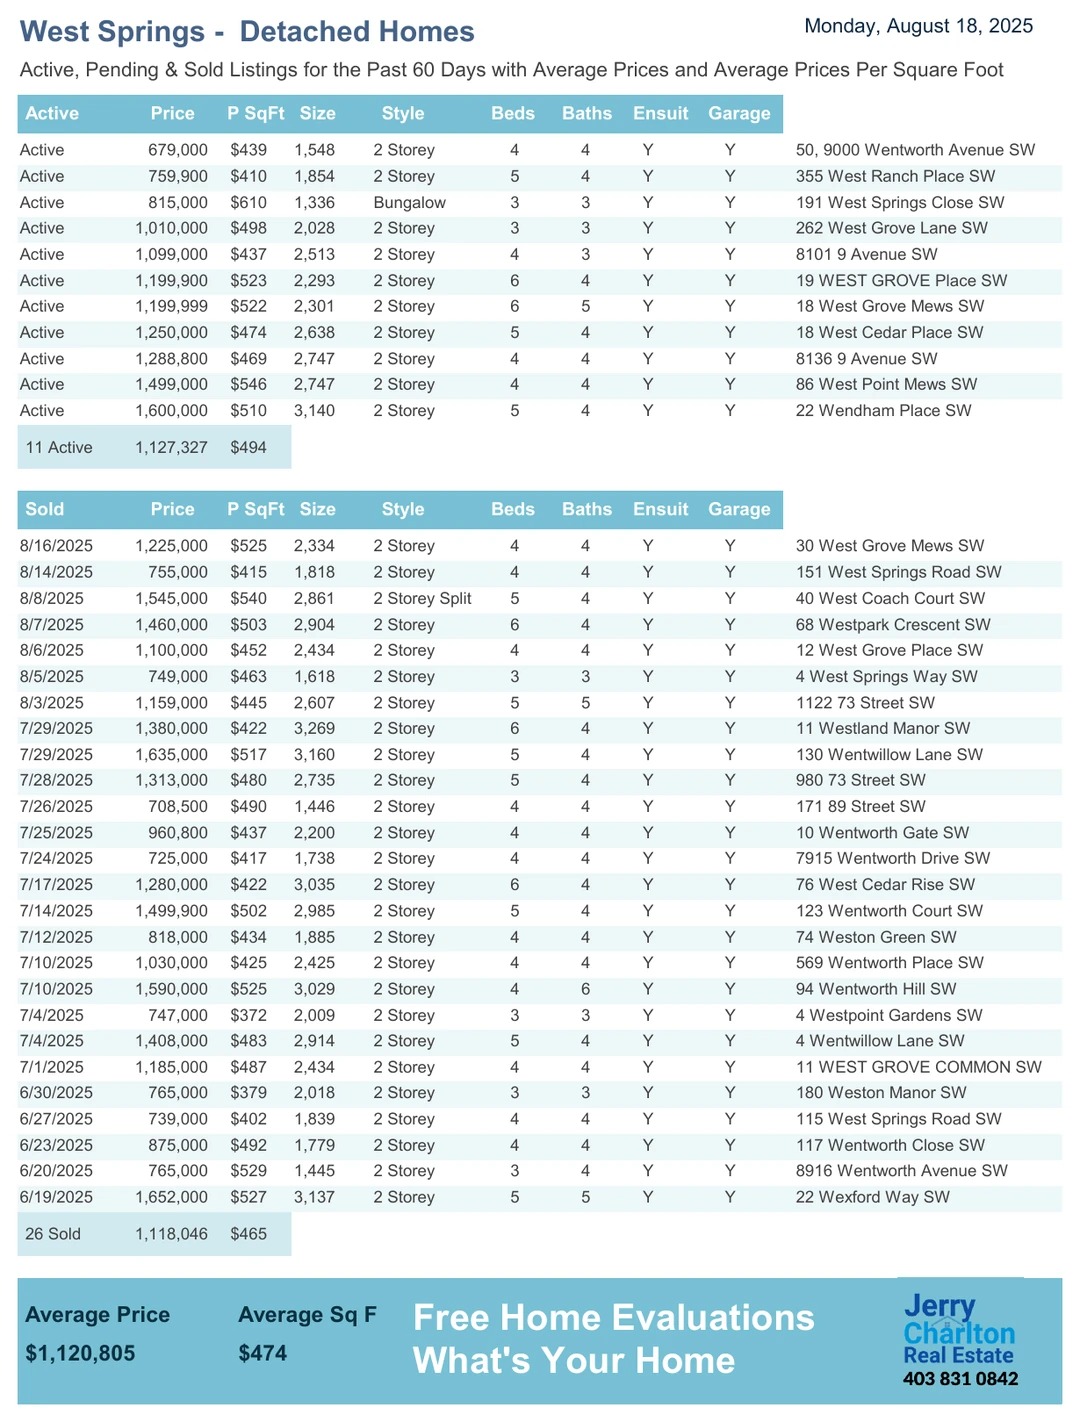 West Springs - Detached Homes
Monday, August 18, 2025
Active, Pending & Sold Listings for the Past 60 Days with Average Prices and Average Prices Per Square Foot
Active Price P SqFt Size Style Beds Baths Ensuit Garage
Active 679,000 $439 1,548 2 Storey 4 4 Y Y 50, 9000 Wentworth Avenue SW
Active 759,900 $410 1,854 2 Storey 5 4 Y Y 355 West Ranch Place SW
Active 815,000 $610 1,336 Bungalow 3 3 Y Y 191 West Springs Close SW
Active 1,010,000 $498 2,028 2 Storey 3 3 Y Y 262 West Grove Lane SW
Active 1,099,000 $437 2,513 2 Storey 4 3 Y Y 8101 9 Avenue SW
Active 1,199,900 $523 2,293 2 Storey 6 4 Y Y 19 WEST GROVE Place SW
Active 1,199,999 $522 2,301 2 Storey 6 5 Y Y 18 West Grove Mews SW
Active 1,250,000 $474 2,638 2 Storey 5 4 Y Y 18 West Cedar Place SW
Active 1,288,800 $469 2,747 2 Storey 4 4 Y Y 8136 9 Avenue SW
Active 1,499,000 $546 2,747 2 Storey 4 4 Y Y 86 West Point Mews SW
Active 1,600,000 $510 3,140 2 Storey 5 4 Y Y 22 Wendham Place SW
11 Active 1,127,327 $494
Sold Price P SqFt Size Style Beds Baths Ensuit Garage
8/16/2025 1,225,000 $525 2,334 2 Storey 4 4 Y Y 30 West Grove Mews SW
8/14/2025 755,000 $415 1,818 2 Storey 4 4 Y Y 151 West Springs Road SW
8/8/2025 1,545,000 $540 2,861 2 Storey Split 5 4 Y Y 40 West Coach Court SW
8/7/2025 1,460,000 $503 2,904 2 Storey 6 4 Y Y 68 Westpark Crescent SW
8/6/2025 1,100,000 $452 2,434 2 Storey 4 4 Y Y 12 West Grove Place SW
8/5/2025 749,000 $463 1,618 2 Storey 3 3 Y Y 4 West Springs Way SW
8/3/2025 1,159,000 $445 2,607 2 Storey 5 5 Y Y 1122 73 Street SW
7/29/2025 1,380,000 $422 3,269 2 Storey 6 4 Y Y 11 Westland Manor SW
7/29/2025 1,635,000 $517 3,160 2 Storey 5 4 Y Y 130 Wentwillow Lane SW
7/28/2025 1,313,000 $480 2,735 2 Storey 5 4 Y Y 980 73 Street SW
7/26/2025 708,500 $490 1,446 2 Storey 4 4 Y Y 171 89 Street SW
7/25/2025 960,800 $437 2,200 2 Storey 4 4 Y Y 10 Wentworth Gate SW
7/24/2025 725,000 $417 1,738 2 Storey 4 4 Y Y 7915 Wentworth Drive SW
7/17/2025 1,280,000 $422 3,035 2 Storey 6 4 Y Y 76 West Cedar Rise SW
7/14/2025 1,499,900 $502 2,985 2 Storey 5 4 Y Y 123 Wentworth Court SW
7/12/2025 818,000 $434 1,885 2 Storey 4 4 Y Y 74 Weston Green SW
7/10/2025 1,030,000 $425 2,425 2 Storey 4 4 Y Y 569 Wentworth Place SW
7/10/2025 1,590,000 $525 3,029 2 Storey 4 6 Y Y 94 Wentworth Hill SW
7/4/2025 747,000 $372 2,009 2 Storey 3 3 Y Y 4 Westpoint Gardens SW
7/4/2025 1,408,000 $483 2,914 2 Storey 5 4 Y Y 4 Wentwillow Lane SW
7/1/2025 1,185,000 $487 2,434 2 Storey 4 4 Y Y 11 WEST GROVE COMMON SW
6/30/2025 765,000 $379 2,018 2 Storey 3 3 Y Y 180 Weston Manor SW
6/27/2025 739,000 $402 1,839 2 Storey 4 4 Y Y 115 West Springs Road SW
6/23/2025 875,000 $492 1,779 2 Storey 4 4 Y Y 117 Wentworth Close SW
6/20/2025 765,000 $529 1,445 2 Storey 3 4 Y Y 8916 Wentworth Avenue SW
6/19/2025 1,652,000 $527 3,137 2 Storey 5 5 Y Y 22 Wexford Way SW
26 Sold 1,118,046 $465
Average Price Average Sq F
$1,120,805 $474
Free Home Evaluations
What's Your Home
Jerry
Charlton
Real Estate
403 831 0842